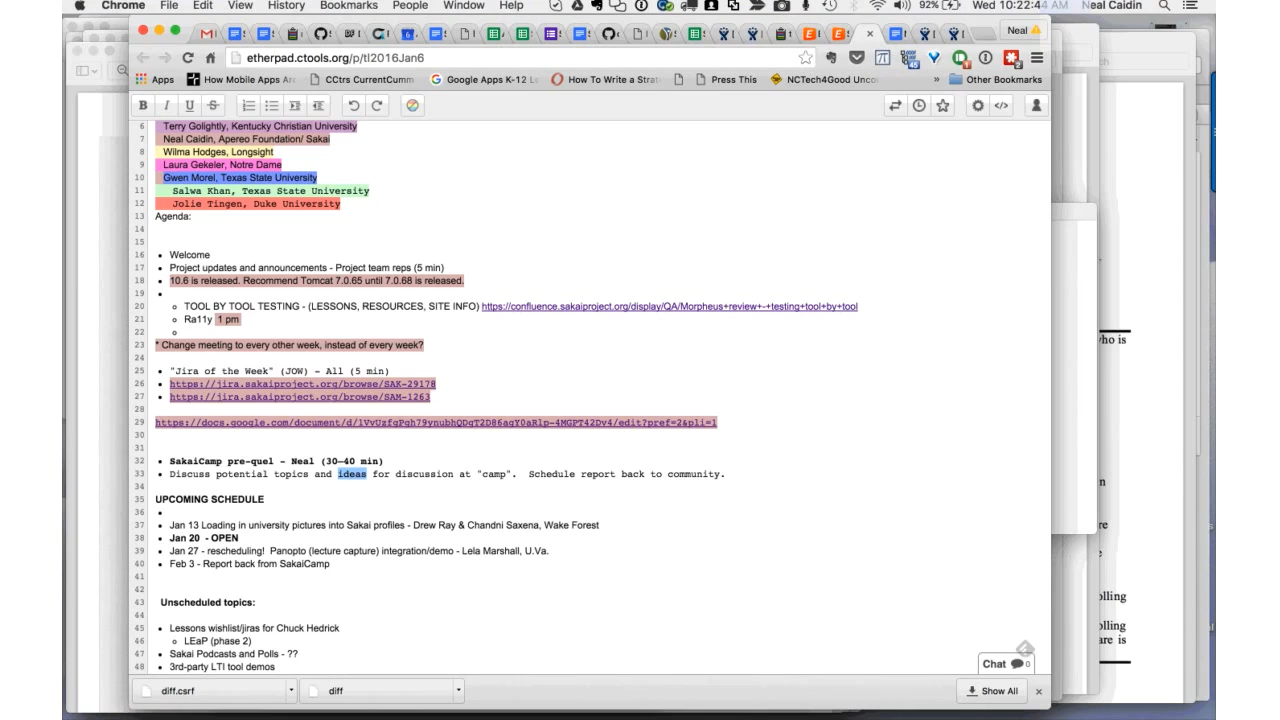 Chrome File Edit View History Bookmarks People Window Help 92% Wed 10:22:44 AM Neal Caidin
Neal
etherpad.ctools.org/p/tl2016Jan6
Apps How Mobile Apps Are CCtrs CurrentCumm Google Apps K-12 Le How To Write a Strat Press This NCTech4Good Unco » Other Bookmarks
B I U S
6 Terry Golightly, Kentucky Christian University
7 Neal Caidin, Apereo Foundation/ Sakai
8 Wilma Hodges, Longsight
9 Laura Gekeler, Notre Dame
10 Gwen Morel, Texas State University
11 Salwa Khan, Texas State University
12 Jolie Tingen, Duke University
13 Agenda:
14
15
16 • Welcome
17 • Project updates and announcements - Project team reps (5 min)
18 • 10.6 is released. Recommend Tomcat 7.0.65 until 7.0.68 is released.
19 •
20 ○ TOOL BY TOOL TESTING - (LESSONS, RESOURCES, SITE INFO) https://confluence.sakaiproject.org/display/QA/Morpheus+review+-+testing+tool+by+tool
21 ○ Ra11y 1 pm
22 ○
23 * Change meeting to every other week, instead of every week?
24
25 • "Jira of the Week" (JOW) - All (5 min)
26 • https://jira.sakaiproject.org/browse/SAK-29178
27 • https://jira.sakaiproject.org/browse/SAM-1263
28
29
30
31
32 • SakaiCamp pre-quel - Neal (30–40 min)
33 • Discuss potential topics and ideas for discussion at "camp". Schedule report back to community.
34
35 UPCOMING SCHEDULE
36 •
37 • Jan 13 Loading in university pictures into Sakai profiles - Drew Ray & Chandni Saxena, Wake Forest
38 • Jan 20 - OPEN
39 • Jan 27 - rescheduling! Panopto (lecture capture) integration/demo - Lela Marshall, U.Va.
40 • Feb 3 - Report back from SakaiCamp
41
42
43 Unscheduled topics:
44
45 • Lessons wishlist/jiras for Chuck Hedrick
46 ○ LEaP (phase 2)
47 • Sakai Podcasts and Polls - ??
48 • 3rd-party LTI tool demos
Chat 0
diff.csrf diff Show All
ho is
n
re
e
olling
olling
are is